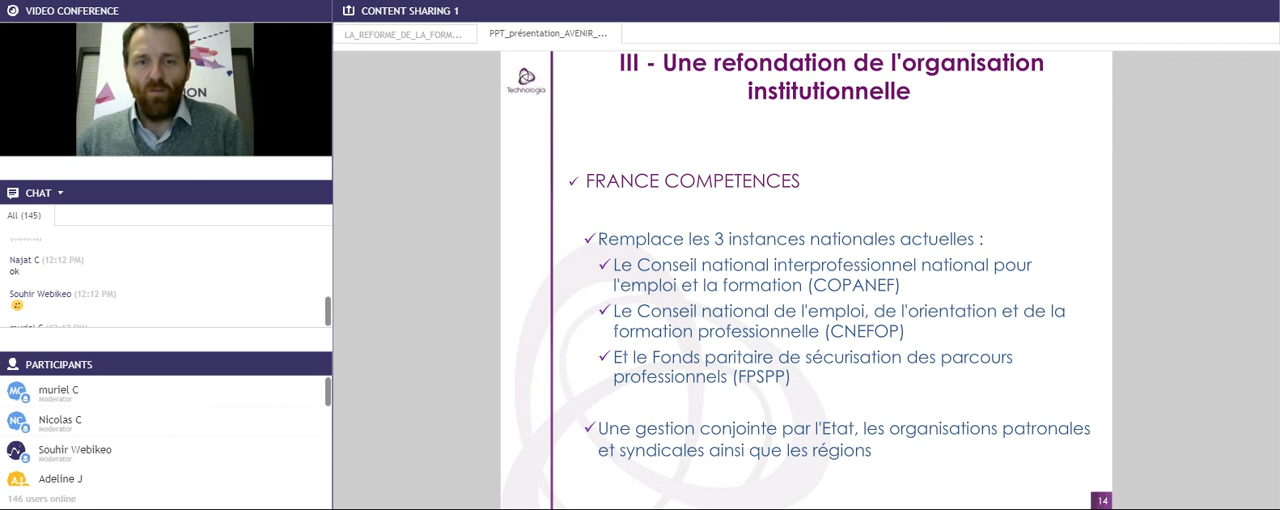 VIDEO CONFERENCE
ION
CHAT
All (145)
Najat C (12:12 PM)
ok
Souhir Webikeo (12:12 PM)
PARTICIPANTS
MC
muriel C
Moderator
NC
Nicolas C
Moderator
Souhir Webikeo
Moderator
AJ
Adeline J
146 users online
CONTENT SHARING 1
LA_REFORME_DE_LA_FORM...
PPT_présentation_AVENIR_...
Technologia
III - Une refondation de l'organisation
institutionnelle
FRANCE COMPETENCES
Remplace les 3 instances nationales actuelles :
Le Conseil national interprofessionnel national pour
l'emploi et la formation (COPANEF)
Le Conseil national de l'emploi, de l'orientation et de la
formation professionnelle (CNEFOP)
Et le Fonds paritaire de sécurisation des parcours
professionnels (FPSPP)
Une gestion conjointe par l'Etat, les organisations patronales
et syndicales ainsi que les régions
14